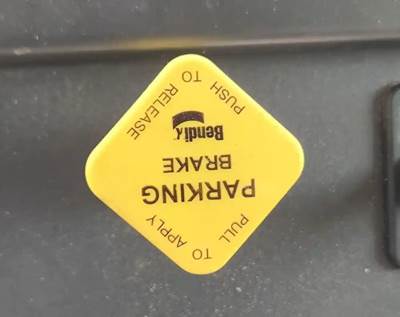 PULL TO APPLY
PARKING
BRAKE
Bendix
PUSH TO RELEASE